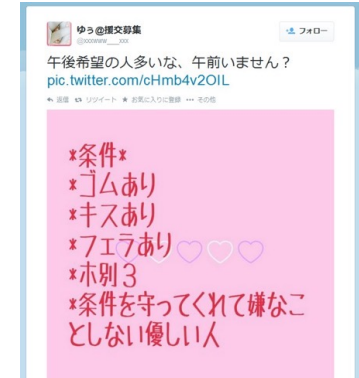 ゆぅ@援交募集
フォロー
午後希望の人多いな、午前いません？
pic.twitter.com/cHmb4v2OIL
返信 リツイート お気に入りに登録 その他
*条件*
*ゴムあり
*キスあり
*フェラあり
*ホ別3
*条件を守ってくれて嫌なこ
としない優しい人